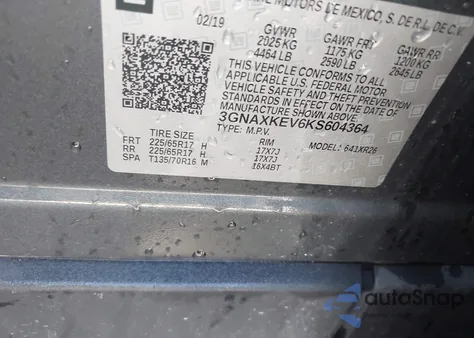 MOTORS DE MEXICO, S. DE R.L. DE C.V.
02/19 GVWR GAWR FRT GAWR RR
2025 KG 1175 KG 1200 KG
4464 LB 2590 LB 2645 LB
THIS VEHICLE CONFORMS TO ALL
APPLICABLE U.S. FEDERAL MOTOR
VEHICLE SAFETY AND THEFT
PREVENTION STANDARDS IN
EFFECT ON THE DATE OF
MANUFACTURE SHOWN ABOVE.
3GNAXKEV6KS604364
TYPE: M.P.V. MODEL: 641XR26
TIRE SIZE RIM
FRT 225/65R17 H 17X7J
RR 225/65R17 H 17X7J
SPA T135/70R16 M 16X4BT
autoSnap